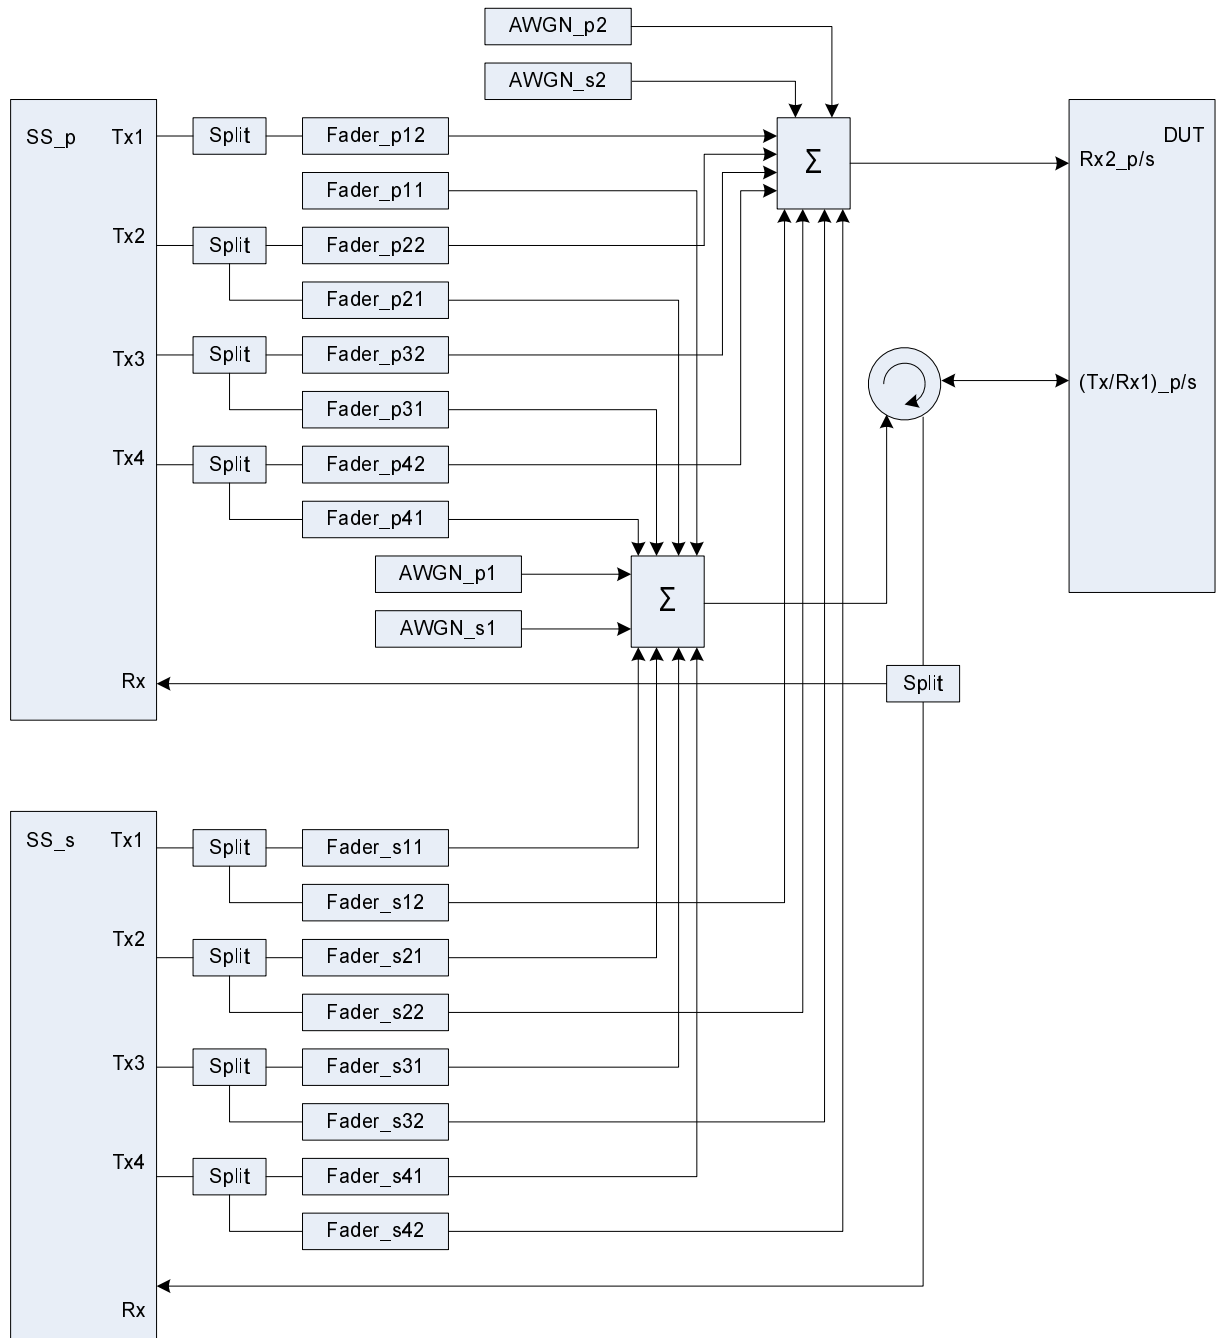 AWGN_p2
AWGN_s2
SS_p
Tx1
Split
Fader_p12
Σ
DUT
Rx2_p/s
Fader_p11
Tx2
Split
Fader_p22
Fader_p21
Tx3
Split
Fader_p32
(Tx/Rx1)_p/s
Fader_p31
Tx4
Split
Fader_p42
Fader_p41
AWGN_p1
Σ
AWGN_s1
Rx
Split
SS_s
Tx1
Split
Fader_s11
Fader_s12
Tx2
Split
Fader_s21
Fader_s22
Tx3
Split
Fader_s31
Fader_s32
Tx4
Split
Fader_s41
Fader_s42
Rx